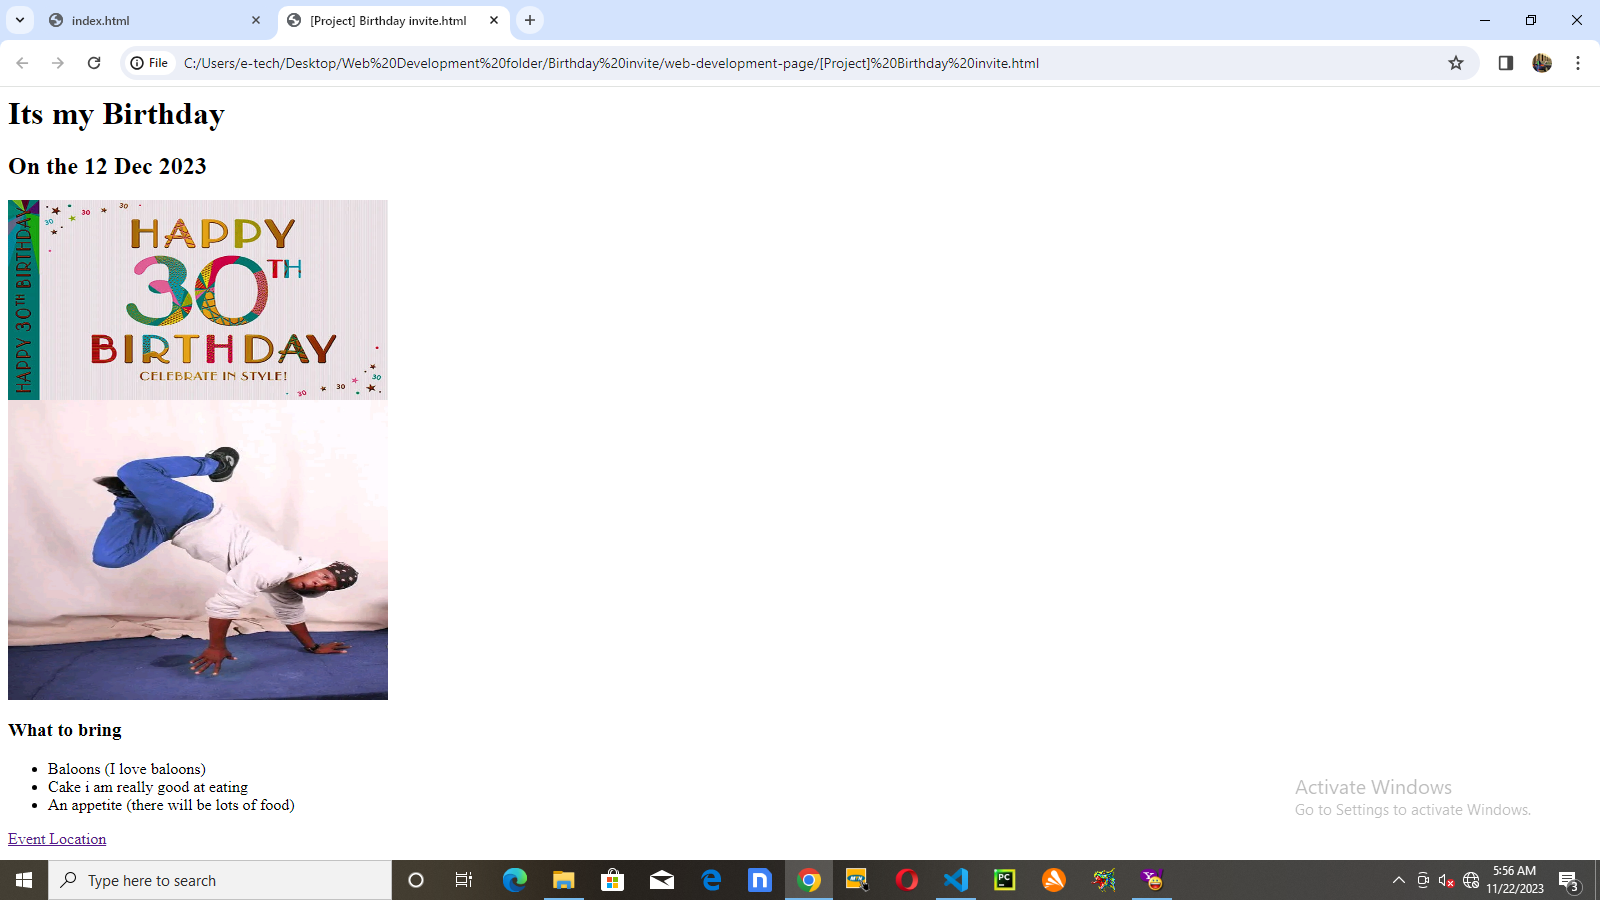 index.html
[Project] Birthday invite.html
File
C:/Users/e-tech/Desktop/Web%20Development%20folder/Birthday%20invite/web-development-page/[Project]%20Birthday%20invite.html
Its my Birthday
On the 12 Dec 2023
HAPPY 30TH BIRTHDAY
30
30
30
HAPPY
30TH
BIRTHDAY
CELEBRATE IN STYLE!
30
30
30
What to bring
Baloons (I love baloons)
Cake i am really good at eating
An appetite (there will be lots of food)
Event Location
Activate Windows
Go to Settings to activate Windows.
Type here to search
n
MTN
PC
5:56 AM
11/22/2023
3